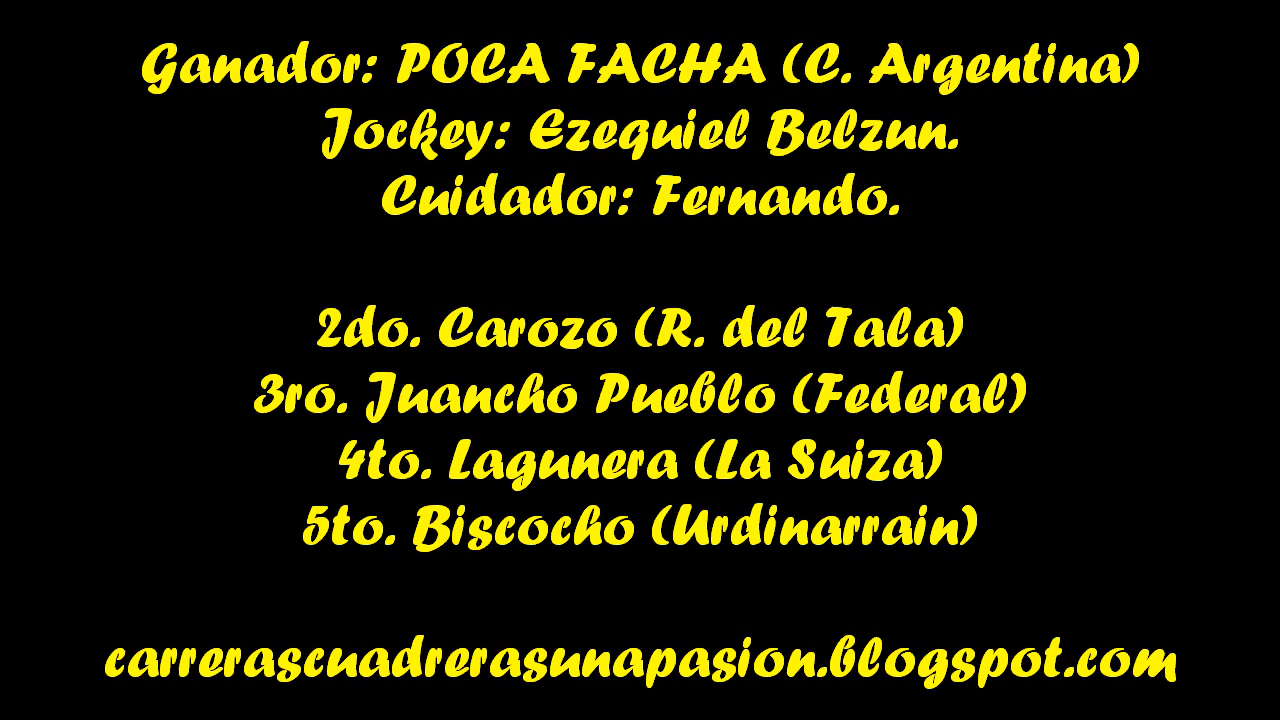 Ganador: POCA FACHA (C. Argentina)
Jockey: Ezequiel Belzun.
Cuidador: Fernando.
2do. Carozo (R. del Tala)
3ro. Juancho Pueblo (Federal)
4to. Lagunera (La Suiza)
5to. Biscocho (Urdinarrain)
carrerascuadrerasunapasion.blogspot.com